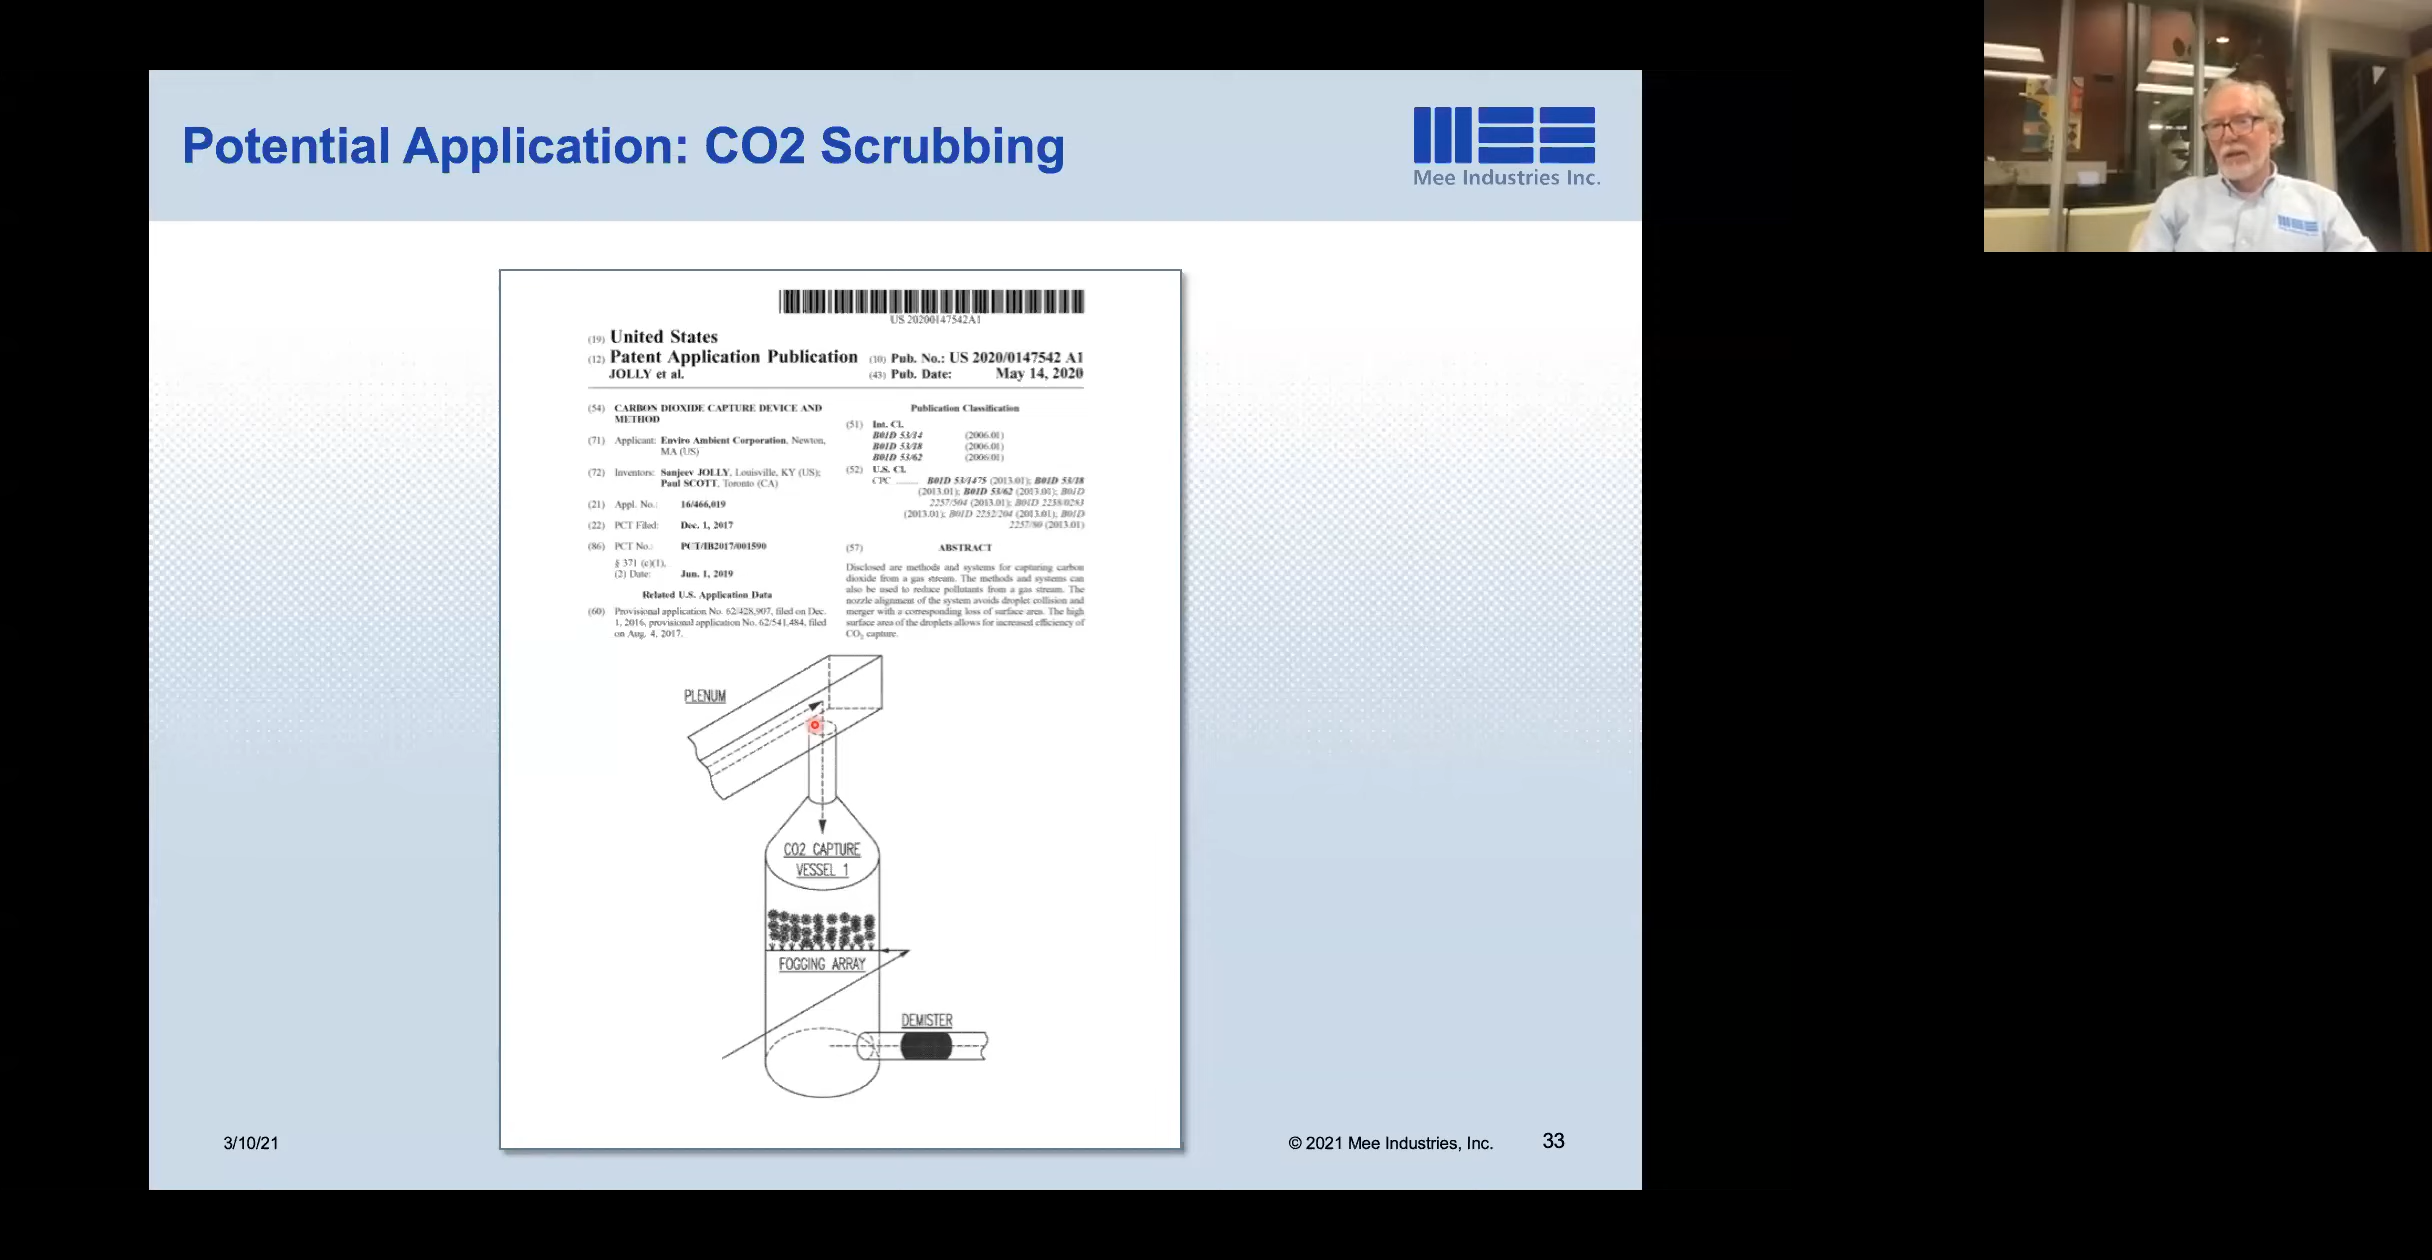 Potential Application: CO2 Scrubbing
MEE
Mee Industries Inc.
US 20200147542A1
(19) United States
(12) Patent Application Publication
JOLLY et al.
(10) Pub. No.: US 2020/0147542 A1
(43) Pub. Date: May 14, 2020
(54) CARBON DIOXIDE CAPTURE DEVICE AND
METHOD
(71) Applicant: Enviro Ambient Corporation, Newton,
MA (US)
(72) Inventors: Sanjeev JOLLY, Louisville, KY (US);
Paul SCOTT, Toronto (CA)
(21) Appl. No.: 16/466,019
(22) PCT Filed: Dec. 1, 2017
(86) PCT No.: PCT/IB2017/001590
§ 371 (c)(1),
(2) Date: Jun. 1, 2019
Related U.S. Application Data
(60) Provisional application No. 62/428,907, filed on Dec.
1, 2016, provisional application No. 62/541,484, filed
on Aug. 4, 2017.
Publication Classification
(51) Int. Cl.
B01D 53/14 (2006.01)
B01D 53/18 (2006.01)
B01D 53/62 (2006.01)
(52) U.S. Cl.
CPC B01D 53/1475 (2013.01); B01D 53/18
(2013.01); B01D 53/62 (2013.01); B01D
2257/504 (2013.01); B01D 2258/0283
(2013.01); B01D 2252/204 (2013.01); B01D
2257/80 (2013.01)
(57) ABSTRACT
Disclosed are methods and systems for capturing carbon
dioxide from a gas stream. The methods and systems can
also be used to reduce pollutants from a gas stream. The
nozzle alignment of the system avoids droplet collision and
merger with a corresponding loss of surface area. The high
surface area of the droplets allows for increased efficiency of
CO₂ capture.
PLENUM
CO2 CAPTURE
VESSEL 1
FOGGING ARRAY
DEMISTER
3/10/21
© 2021 Mee Industries, Inc.
33